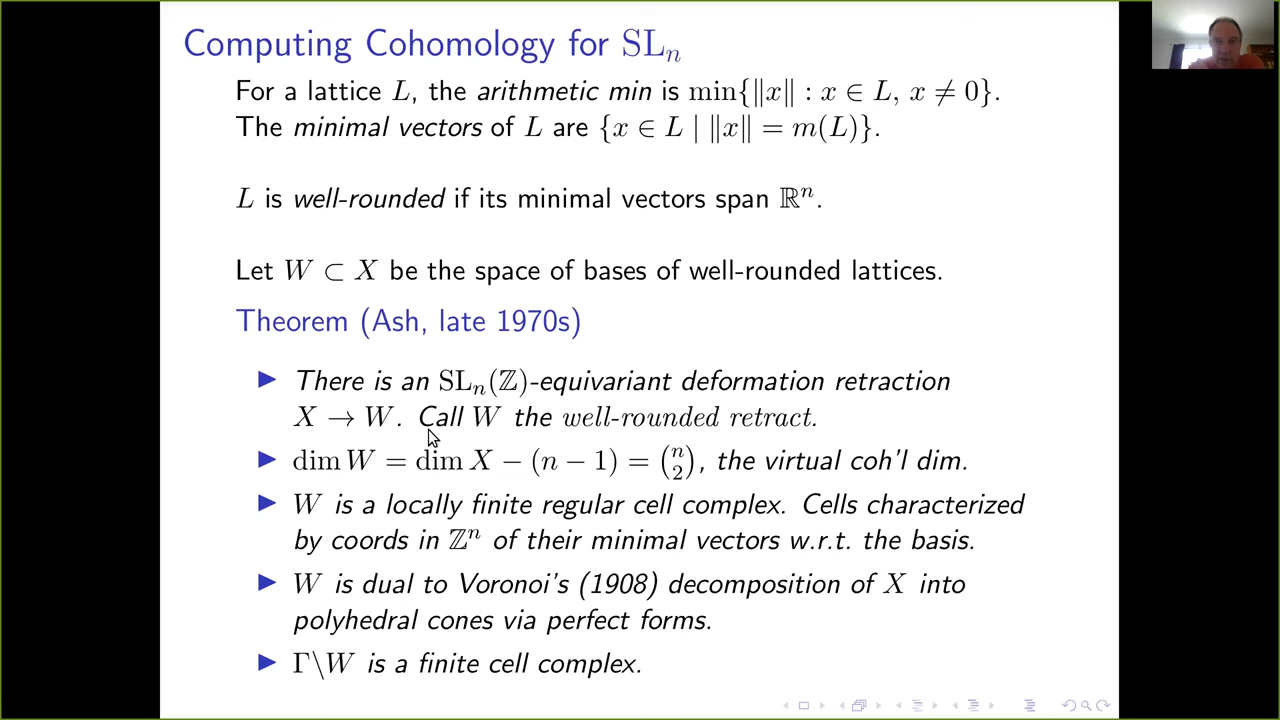 Computing Cohomology for SLₙ
For a lattice L, the arithmetic min is min{‖x‖ : x ∈ L, x ≠ 0}.
The minimal vectors of L are {x ∈ L | ‖x‖ = m(L)}.
L is well-rounded if its minimal vectors span ℝⁿ.
Let W ⊂ X be the space of bases of well-rounded lattices.
Theorem (Ash, late 1970s)
▶ There is an SLₙ(ℤ)-equivariant deformation retraction
X → W. Call W the well-rounded retract.
▶ dim W = dim X − (n − 1) = (n 2), the virtual coh'l dim.
▶ W is a locally finite regular cell complex. Cells characterized
by coords in ℤⁿ of their minimal vectors w.r.t. the basis.
▶ W is dual to Voronoi's (1908) decomposition of X into
polyhedral cones via perfect forms.
▶ Γ\W is a finite cell complex.